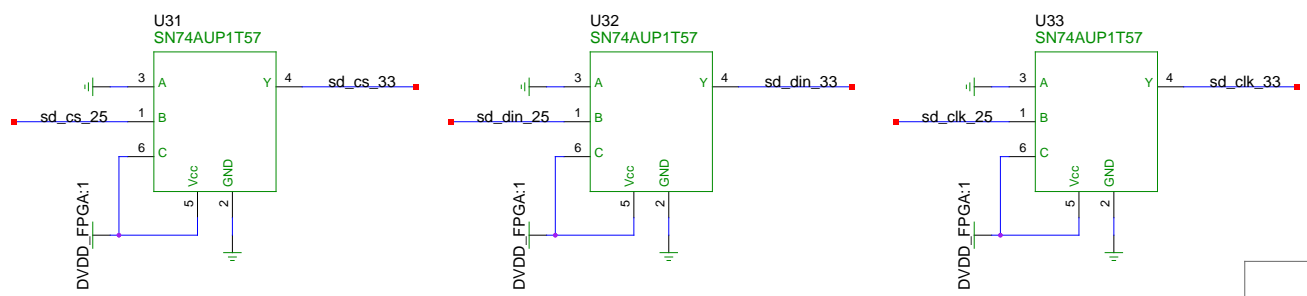 U31
SN74AUP1T57
3
A
Y
4
sd_cs_33
sd_cs_25
1
B
6
C
Vcc
GND
5
2
DVDD_FPGA:1
U32
SN74AUP1T57
3
A
Y
4
sd_din_33
sd_din_25
1
B
6
C
Vcc
GND
5
2
DVDD_FPGA:1
U33
SN74AUP1T57
3
A
Y
4
sd_clk_33
sd_clk_25
1
B
6
C
Vcc
GND
5
2
DVDD_FPGA:1